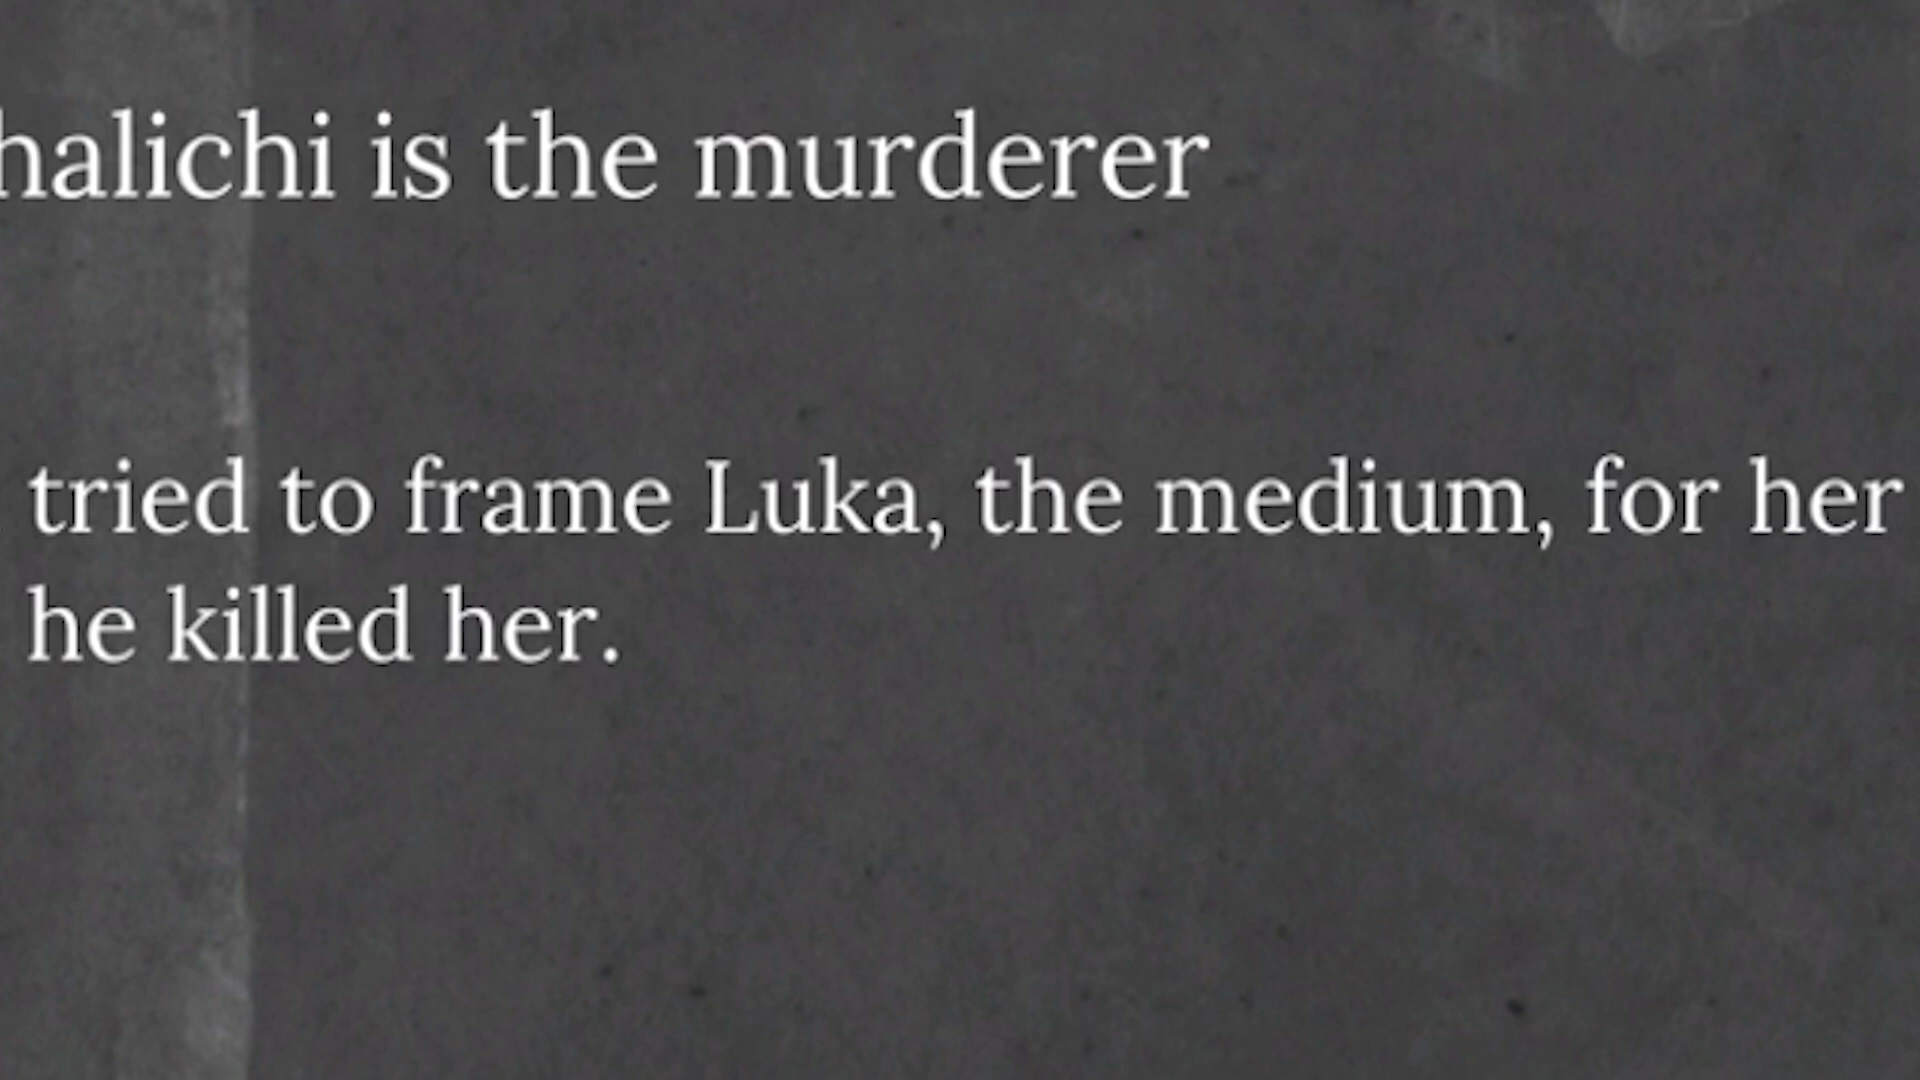 halichi is the murderer
tried to frame Luka, the medium, for her
he killed her.